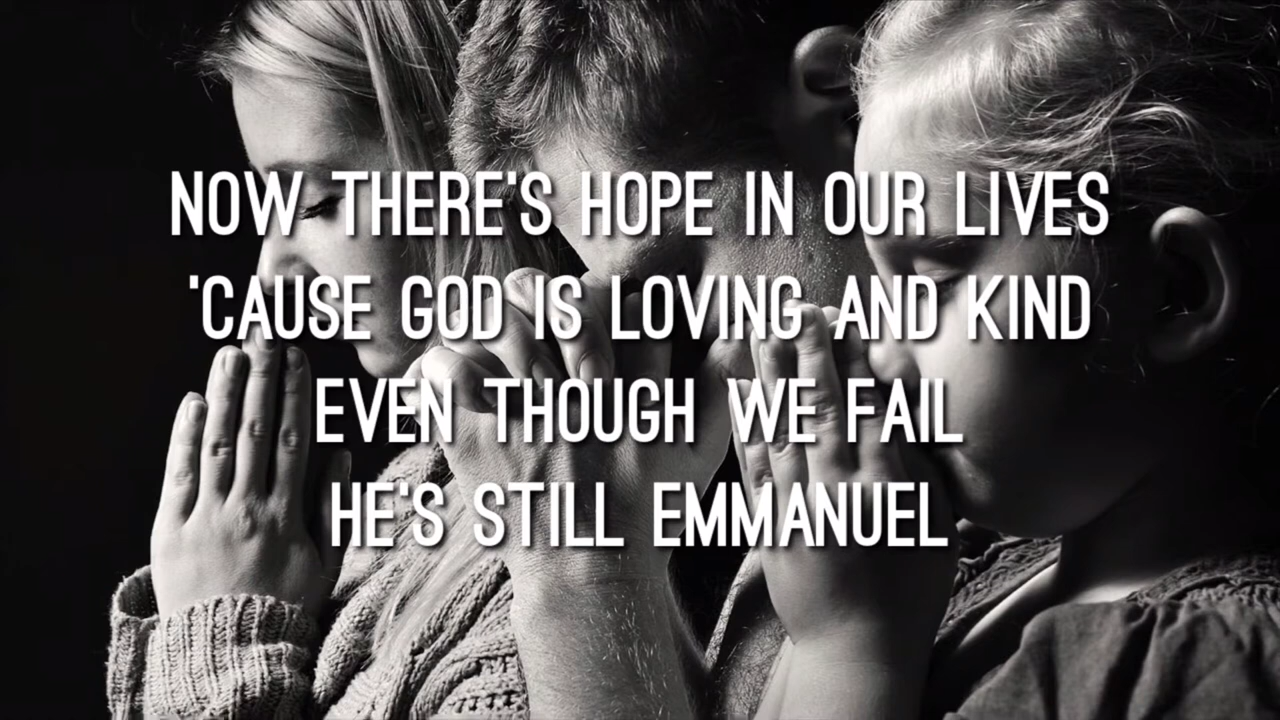 NOW THERE'S HOPE IN OUR LIVES
'CAUSE GOD IS LOVING AND KIND
EVEN THOUGH WE FAIL
HE'S STILL EMMANUEL